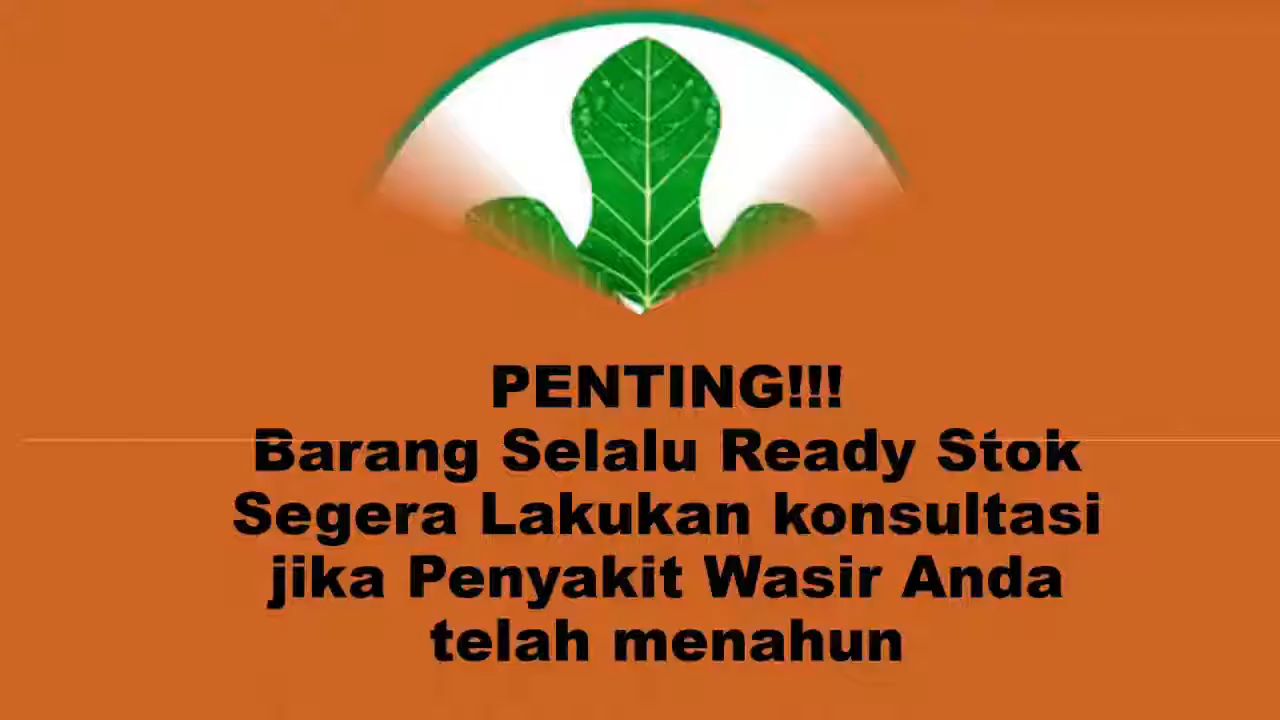 PENTING!!!
Barang Selalu Ready Stok
Segera Lakukan konsultasi
jika Penyakit Wasir Anda
telah menahun